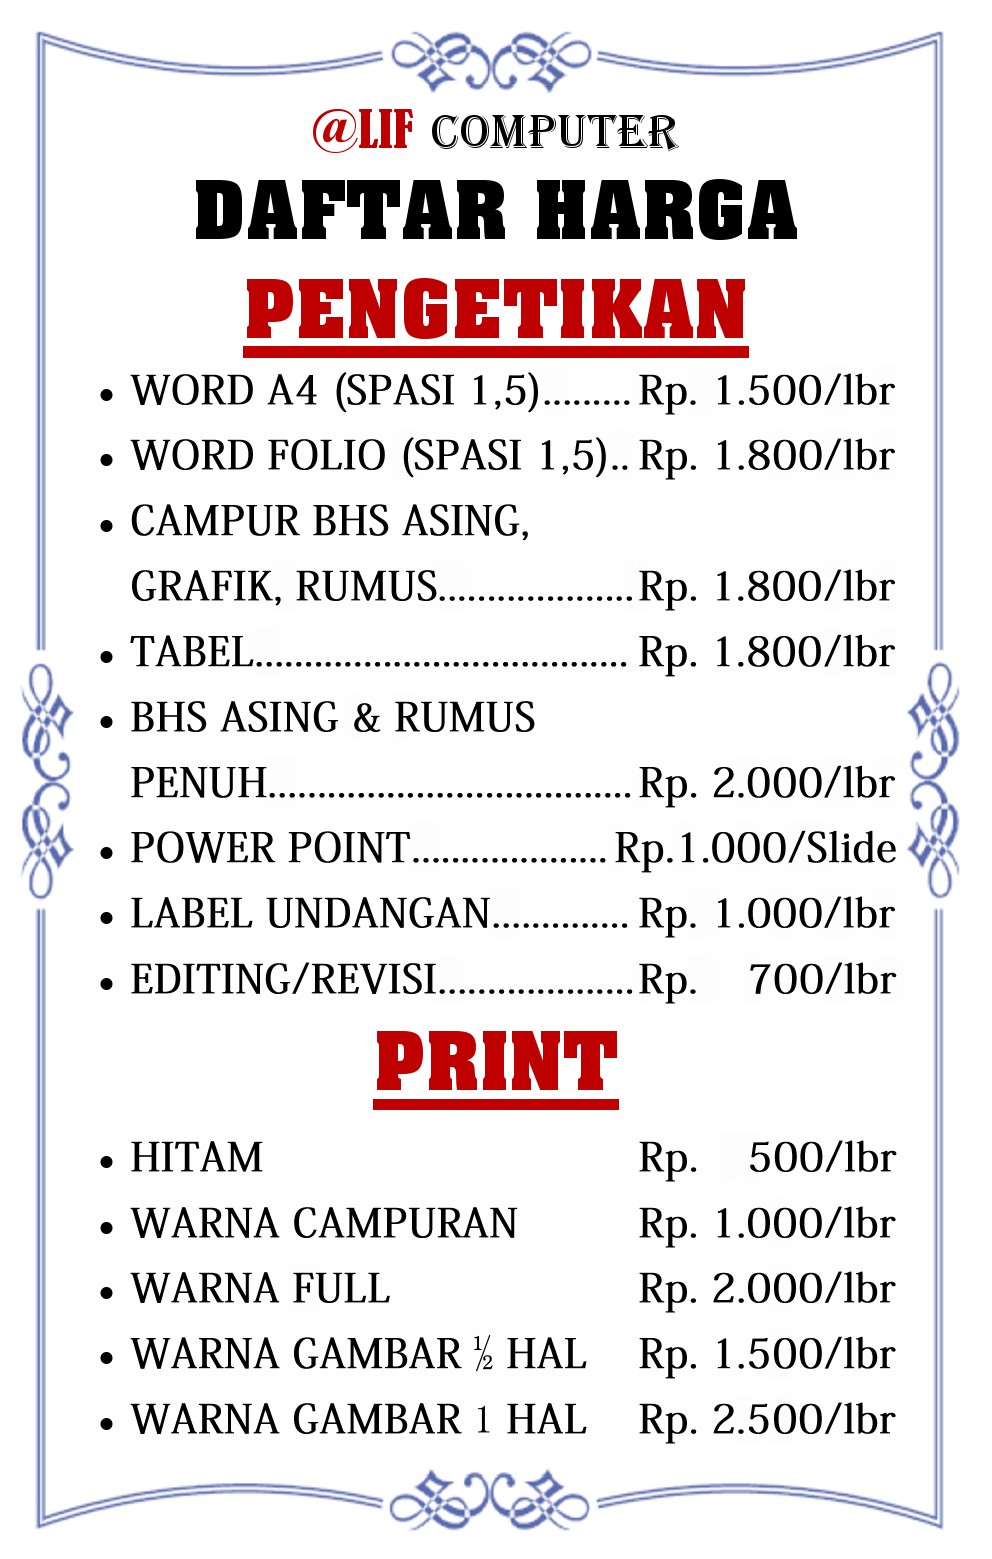 @LIF COMPUTER
DAFTAR HARGA
PENGETIKAN
• WORD A4 (SPASI 1,5)......... Rp. 1.500/lbr
• WORD FOLIO (SPASI 1,5).. Rp. 1.800/lbr
• CAMPUR BHS ASING,
GRAFIK, RUMUS................... Rp. 1.800/lbr
• TABEL.................................... Rp. 1.800/lbr
• BHS ASING & RUMUS
PENUH................................... Rp. 2.000/lbr
• POWER POINT................... Rp.1.000/Slide
• LABEL UNDANGAN............. Rp. 1.000/lbr
• EDITING/REVISI................... Rp. 700/lbr
PRINT
• HITAM Rp. 500/lbr
• WARNA CAMPURAN Rp. 1.000/lbr
• WARNA FULL Rp. 2.000/lbr
• WARNA GAMBAR ½ HAL Rp. 1.500/lbr
• WARNA GAMBAR 1 HAL Rp. 2.500/lbr